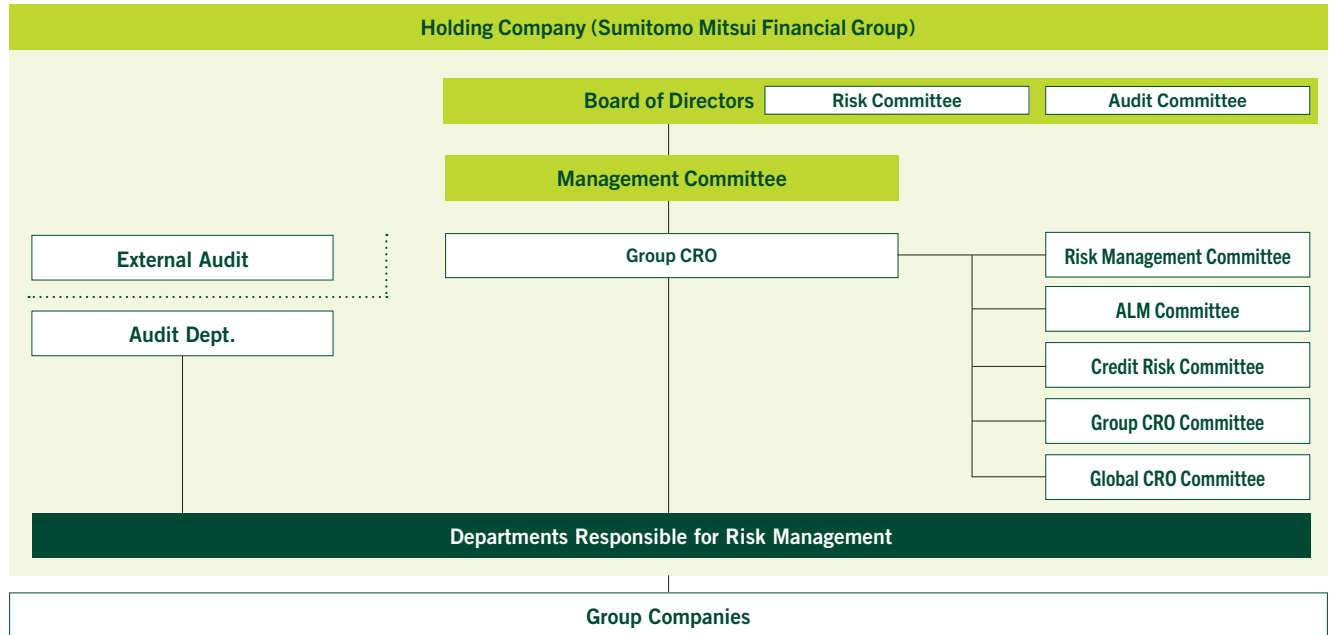 Holding Company (Sumitomo Mitsui Financial Group)
Board of Directors
Risk Committee
Audit Committee
Management Committee
External Audit
Group CRO
Risk Management Committee
ALM Committee
Audit Dept.
Credit Risk Committee
Group CRO Committee
Global CRO Committee
Departments Responsible for Risk Management
Group Companies